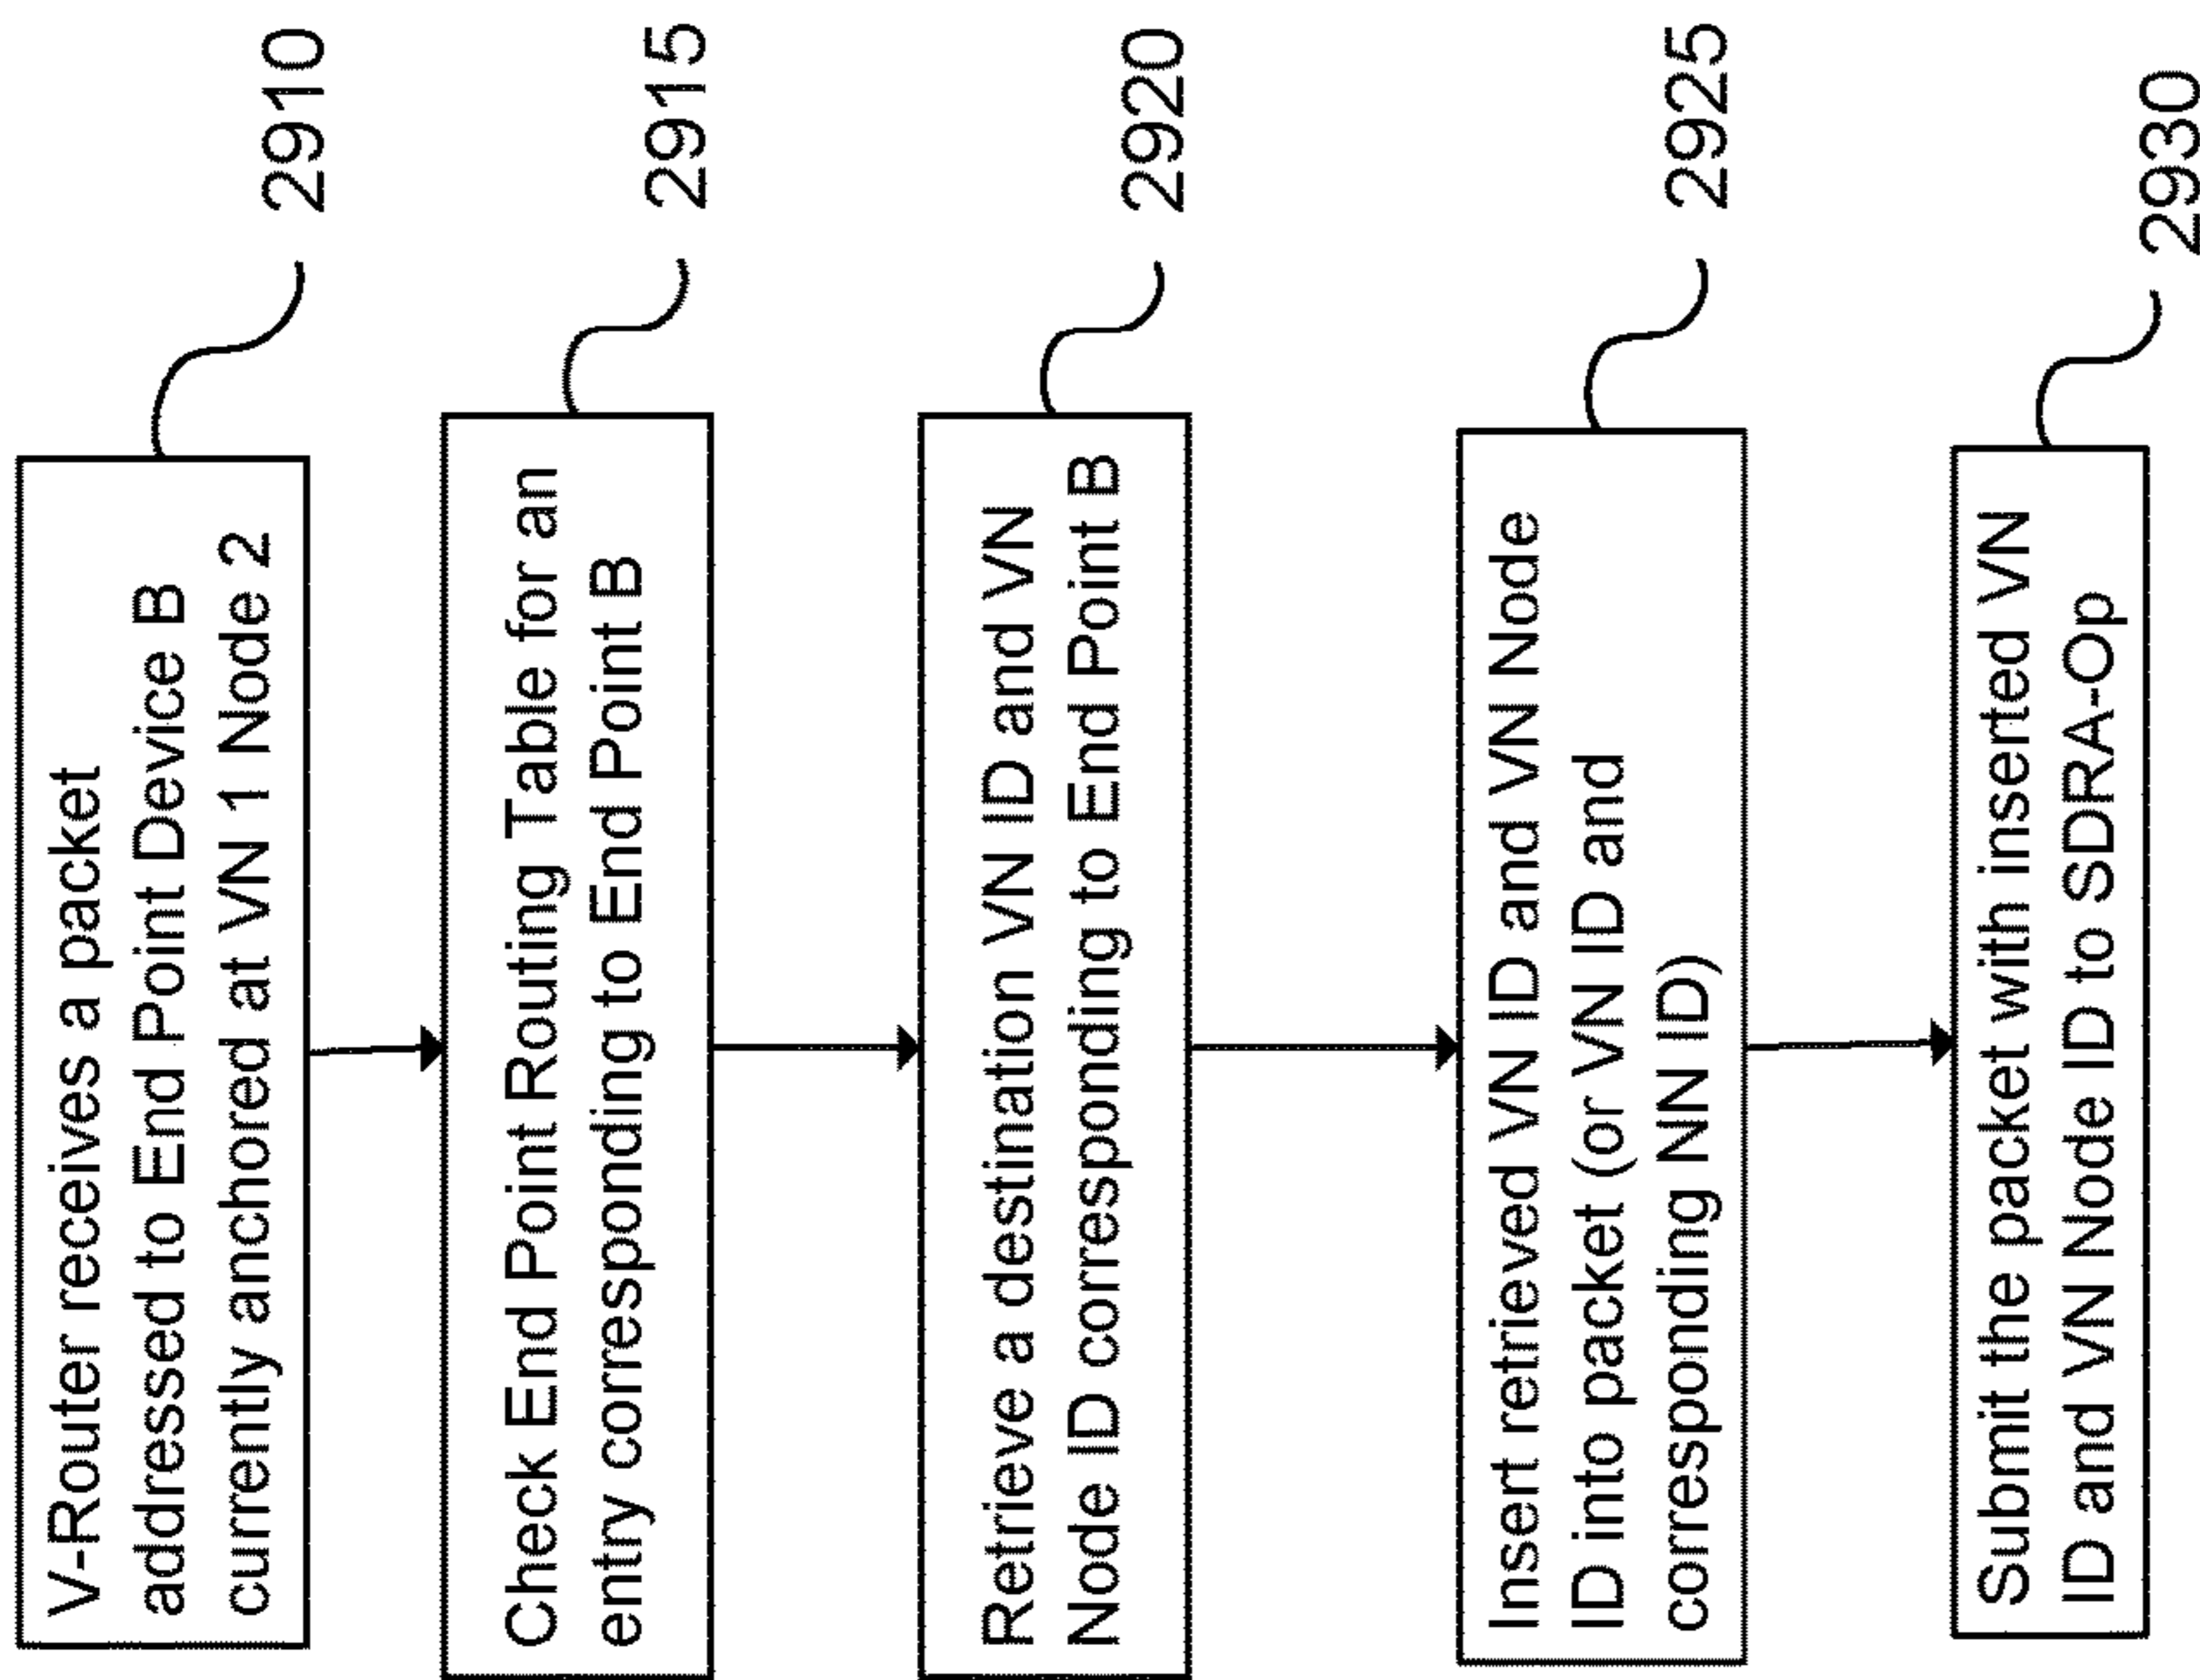 V-Router receives a packet
addressed to End Point Device B
currently anchored at VN 1 Node 2
2910
Check End Point Routing Table for an
entry corresponding to End Point B
2915
Retrieve a destination VN ID and VN
Node ID corresponding to End Point B
2920
Insert retrieved VN ID and VN Node
ID into packet (or VN ID and
corresponding NN ID)
2925
Submit the packet with inserted VN
ID and VN Node ID to SDRA-Op
2930